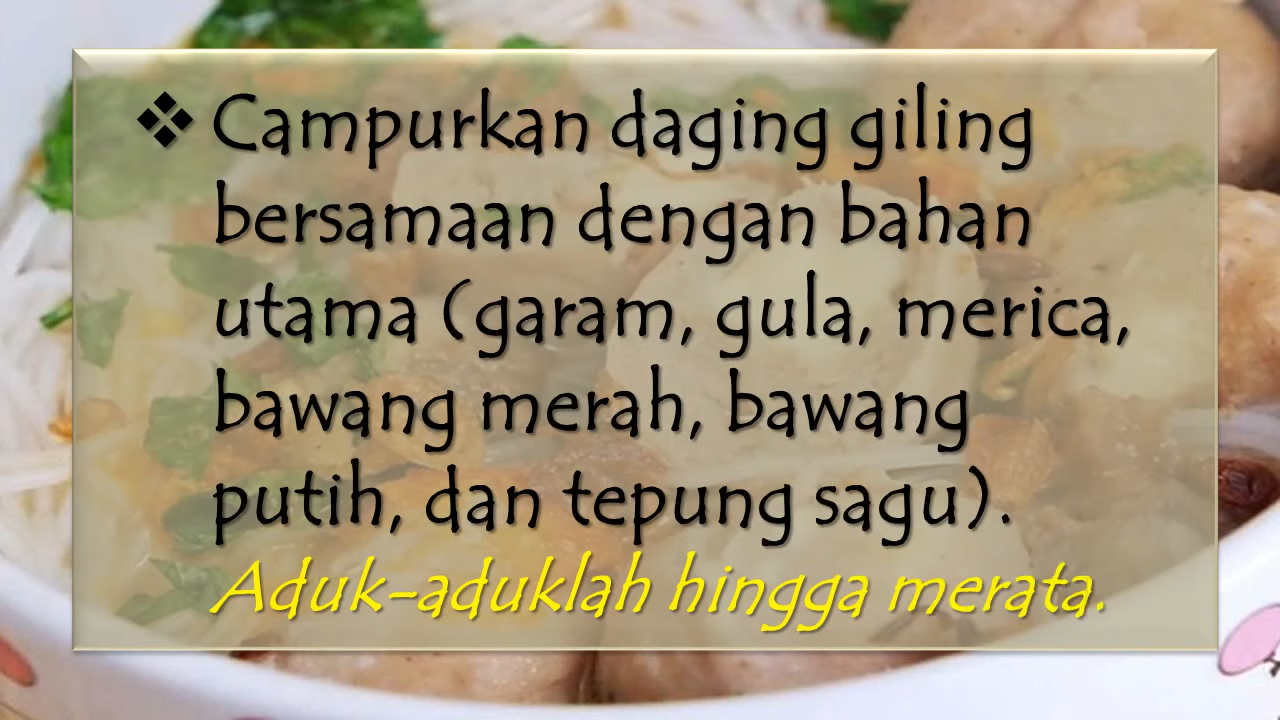 ❖ Campurkan daging giling
bersamaan dengan bahan
utama (garam, gula, merica,
bawang merah, bawang
putih, dan tepung sagu).
Aduk-aduklah hingga merata.